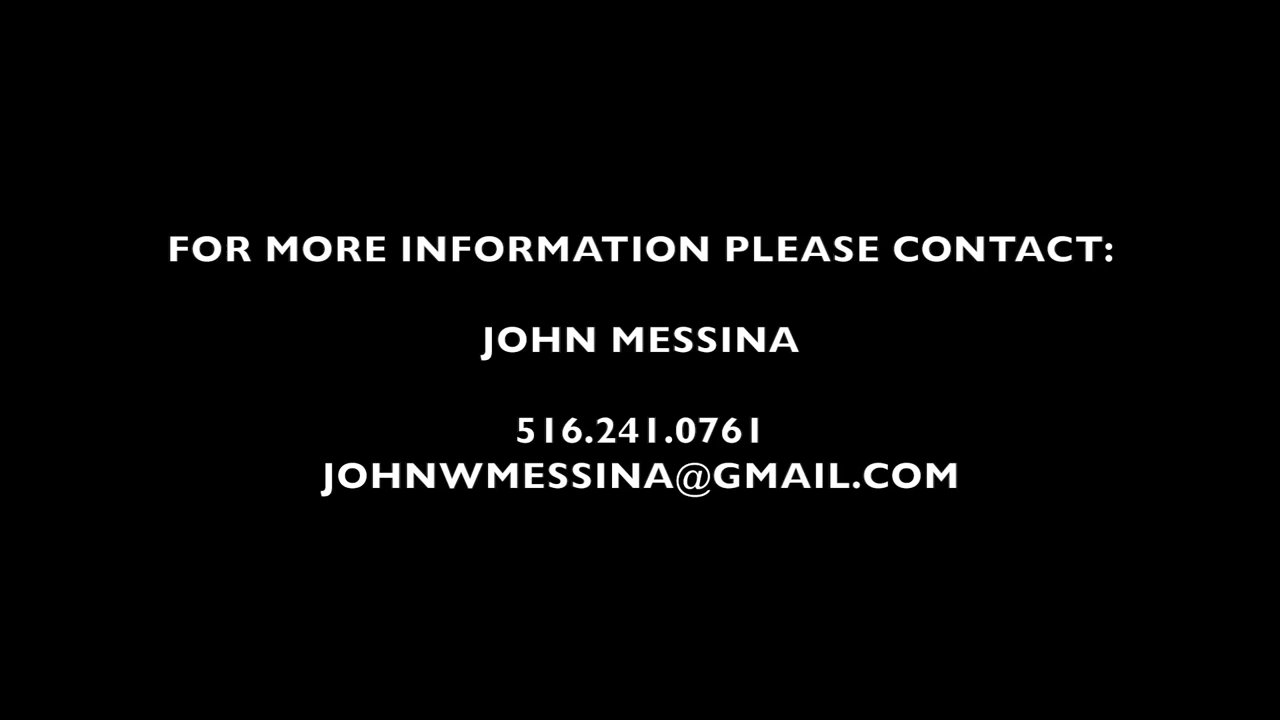 FOR MORE INFORMATION PLEASE CONTACT:
JOHN MESSINA
516.241.0761
JOHNWMESSINA@GMAIL.COM